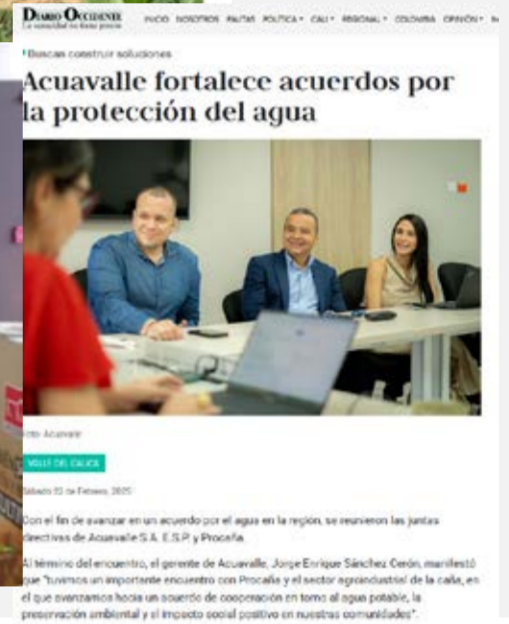 DIARIO OCCIDENTE
INICIO NOSOTROS PAUTAS POLÍTICA CALI REGIONAL COLOMBIA OPINIÓN
Buscan construir soluciones
Acuavalle fortalece acuerdos por
la protección del agua
Foto: Acuavalle
VALLE DEL CAUCA
Sábado 22 de Febrero, 2025
Con el fin de avanzar en un acuerdo por el agua en la región, se reunieron las juntas
directivas de Acuavalle S.A. E.S.P. y Procaña.
Al término del encuentro, el gerente de Acuavalle, Jorge Enrique Sánchez Cerón, manifestó
que "tuvimos un importante encuentro con Procaña y el sector agroindustrial de la caña, en
el que avanzamos hacia un acuerdo de cooperación en torno al agua potable, la
preservación ambiental y el impacto social positivo en nuestras comunidades".